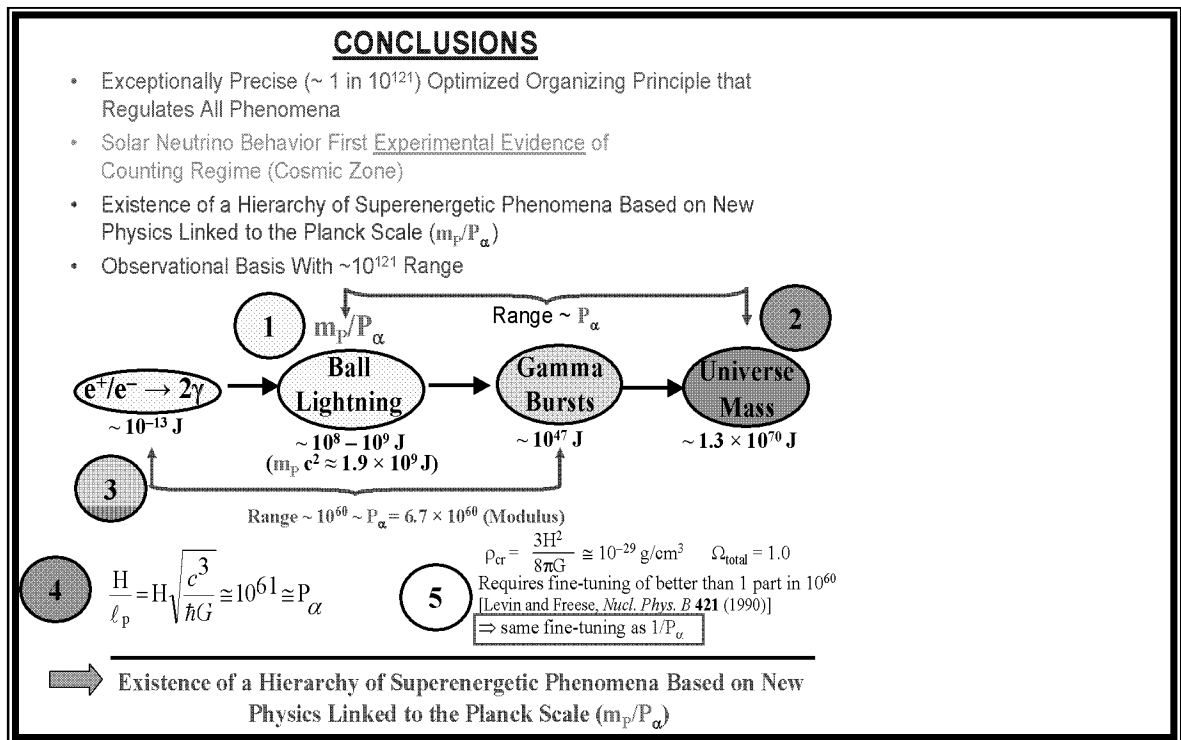 CONCLUSIONS
• Exceptionally Precise (~ 1 in 10¹²¹) Optimized Organizing Principle that
Regulates All Phenomena
• Solar Neutrino Behavior First Experimental Evidence of
Counting Regime (Cosmic Zone)
• Existence of a Hierarchy of Superenergetic Phenomena Based on New
Physics Linked to the Planck Scale (m_P/P_α)
• Observational Basis With ~10¹²¹ Range
1
m_P/P_α
Range ~ P_α
2
e⁺/e⁻ → 2γ
~ 10⁻¹³ J
Ball
Lightning
~ 10⁸ – 10⁹ J
(m_P c² ≈ 1.9 × 10⁹ J)
Gamma
Bursts
~ 10⁴⁷ J
Universe
Mass
~ 1.3 × 10⁷⁰ J
3
Range ~ 10⁶⁰ ~ P_α = 6.7 × 10⁶⁰ (Modulus)
4
H/ℓ_p = H√(c³/ħG) ≅ 10⁶¹ ≅ P_α
5
ρ_cr = 3H²/8πG ≅ 10⁻²⁹ g/cm³ Ω_total = 1.0
Requires fine-tuning of better than 1 part in 10⁶⁰
[Levin and Freese, Nucl. Phys. B 421 (1990)]
⇒ same fine-tuning as 1/P_α
Existence of a Hierarchy of Superenergetic Phenomena Based on New
Physics Linked to the Planck Scale (m_P/P_α)